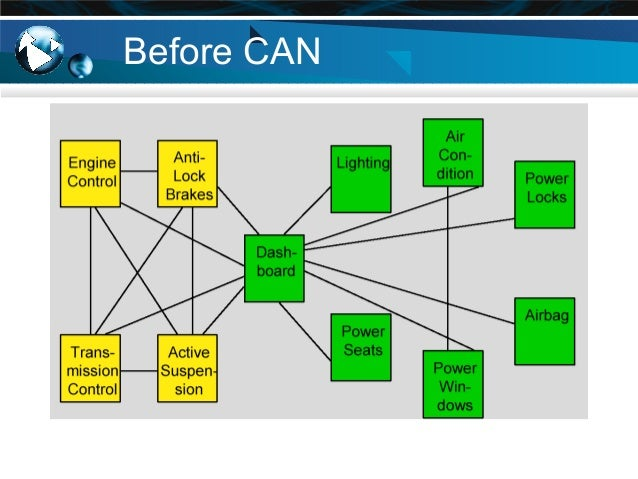 Before CAN
Engine
Control
Anti-
Lock
Brakes
Lighting
Air
Con-
dition
Power
Locks
Dash-
board
Trans-
mission
Control
Active
Suspen-
sion
Power
Seats
Power
Win-
dows
Airbag